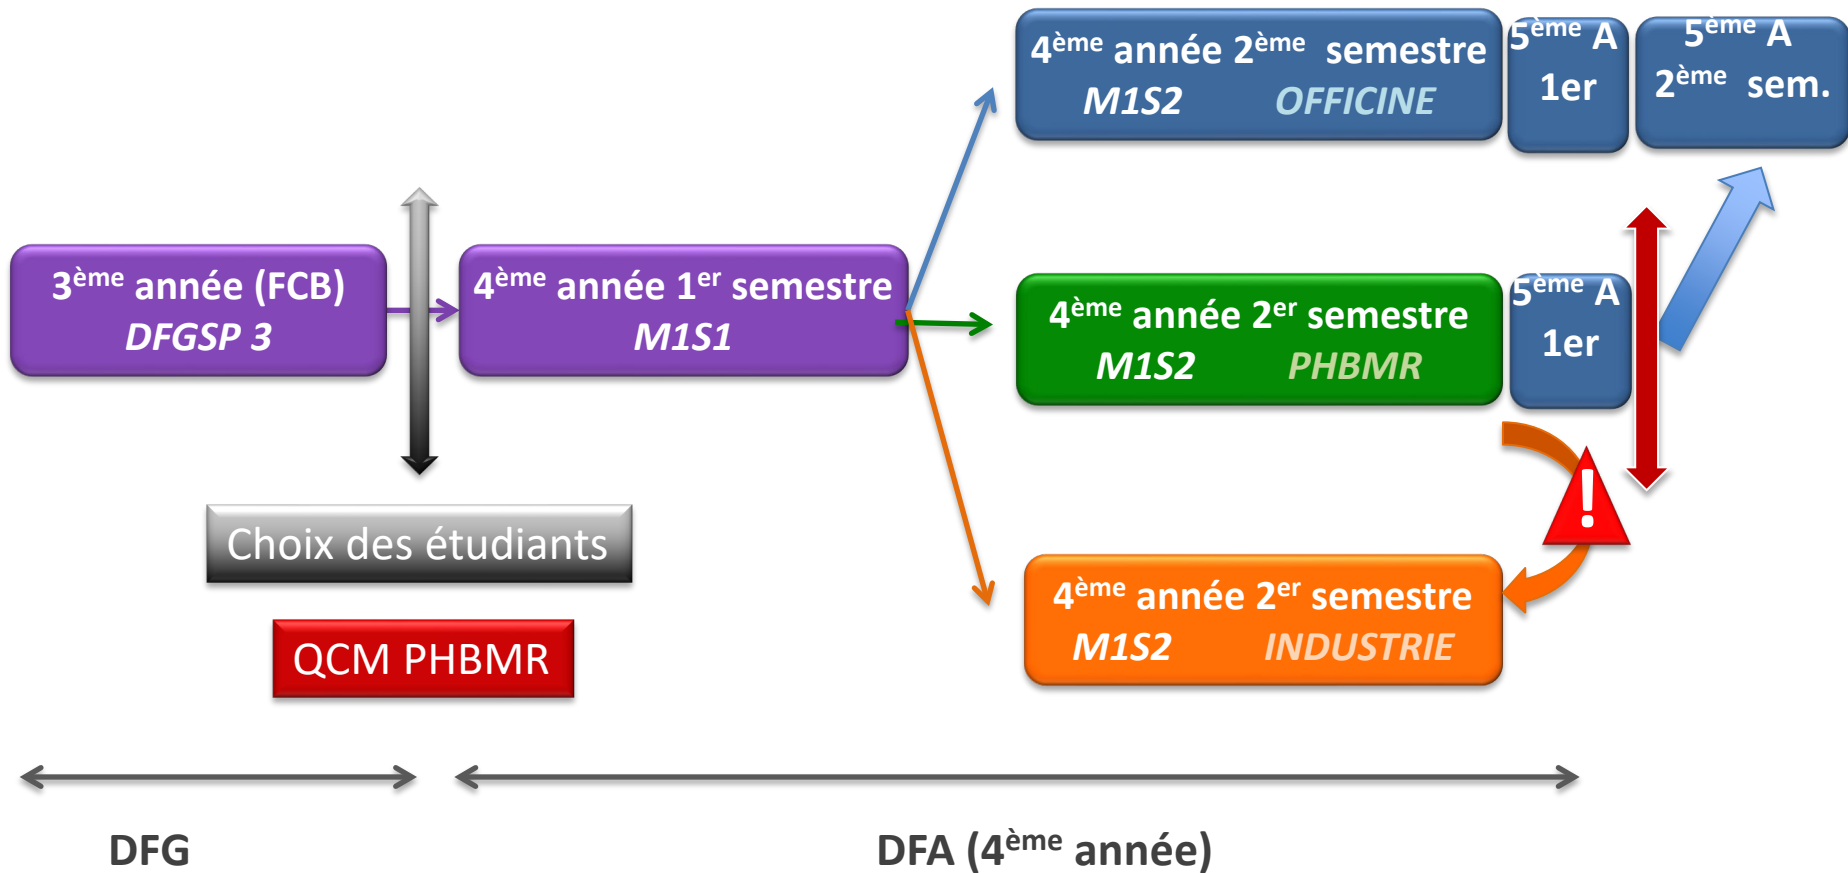 4ème année 2ème semestre
M1S2 OFFICINE
5ème A
1er
5ème A
2ème sem.
3ème année (FCB)
DFGSP 3
4ème année 1er semestre
M1S1
4ème année 2er semestre
M1S2 PHBMR
5ème A
1er
!
Choix des étudiants
QCM PHBMR
4ème année 2er semestre
M1S2 INDUSTRIE
DFG
DFA (4ème année)